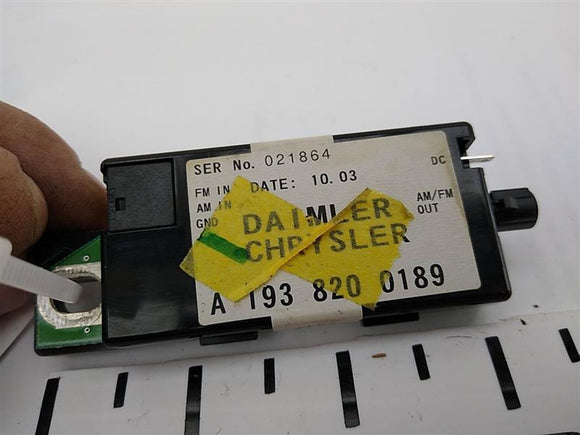 SER No. 021864
DC
FM IN DATE: 10.03
AM IN
GND
AM/FM
OUT
DAIMLER
CHRYSLER
A 193 820 0189